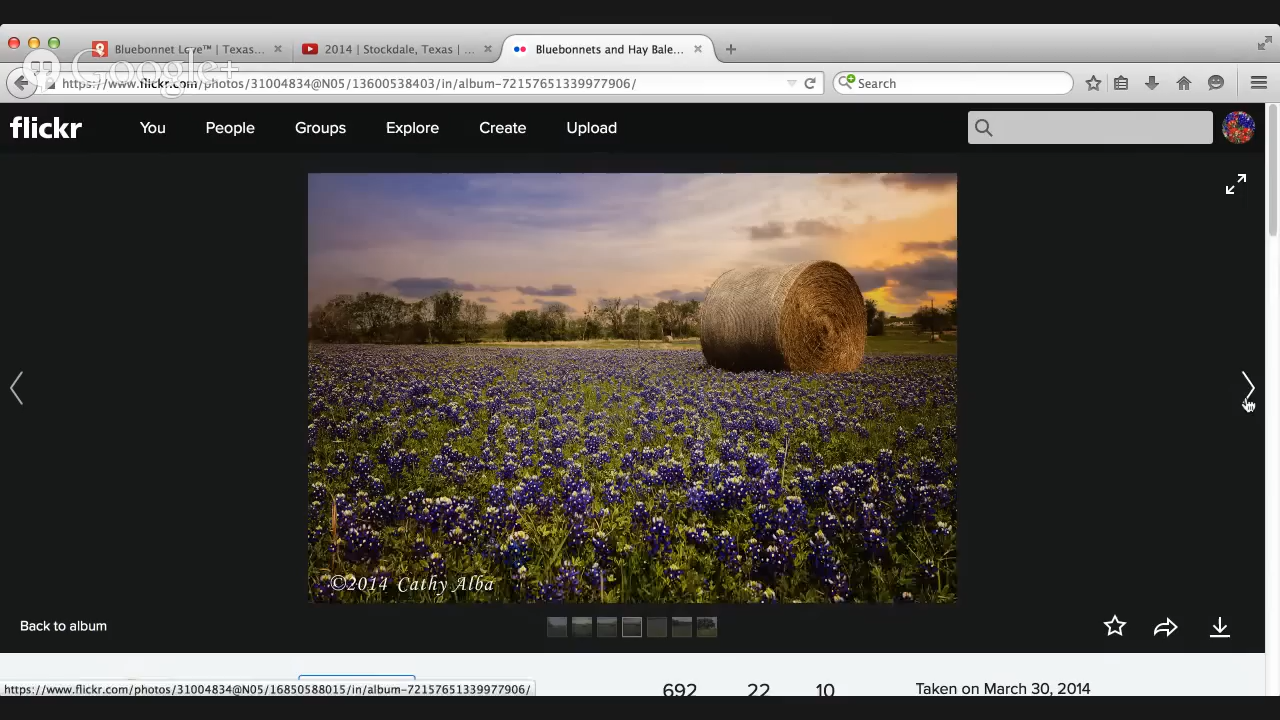 Bluebonnet Love™ | Texas...
2014 | Stockdale, Texas | ...
Bluebonnets and Hay Bale...
Google+
https://www.flickr.com/photos/31004834@N05/13600538403/in/album-72157651339977906/
Search
flickr
You
People
Groups
Explore
Create
Upload
©2014 Cathy Alba
Back to album
https://www.flickr.com/photos/31004834@N05/16850588015/in/album-72157651339977906/
692
22
10
Taken on March 30, 2014